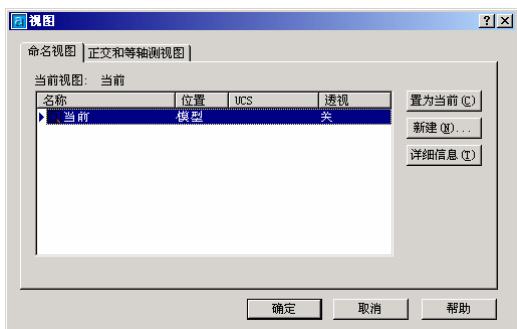 视图
命名视图 正交和等轴测视图
当前视图: 当前
名称 位置 UCS 透视
当前 模型 关
置为当前(C)
新建(N)...
详细信息(T)
确定 取消 帮助